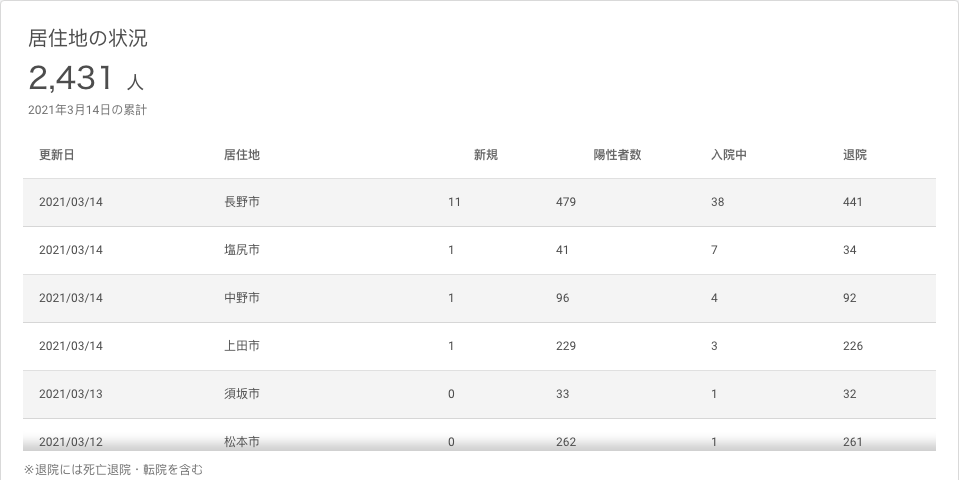 居住地の状況
2,431 人
2021年3月14日の累計
更新日 居住地 新規 陽性者数 入院中 退院
2021/03/14 長野市 11 479 38 441
2021/03/14 塩尻市 1 41 7 34
2021/03/14 中野市 1 96 4 92
2021/03/14 上田市 1 229 3 226
2021/03/13 須坂市 0 33 1 32
2021/03/12 松本市 0 262 1 261
※退院には死亡退院・転院を含む